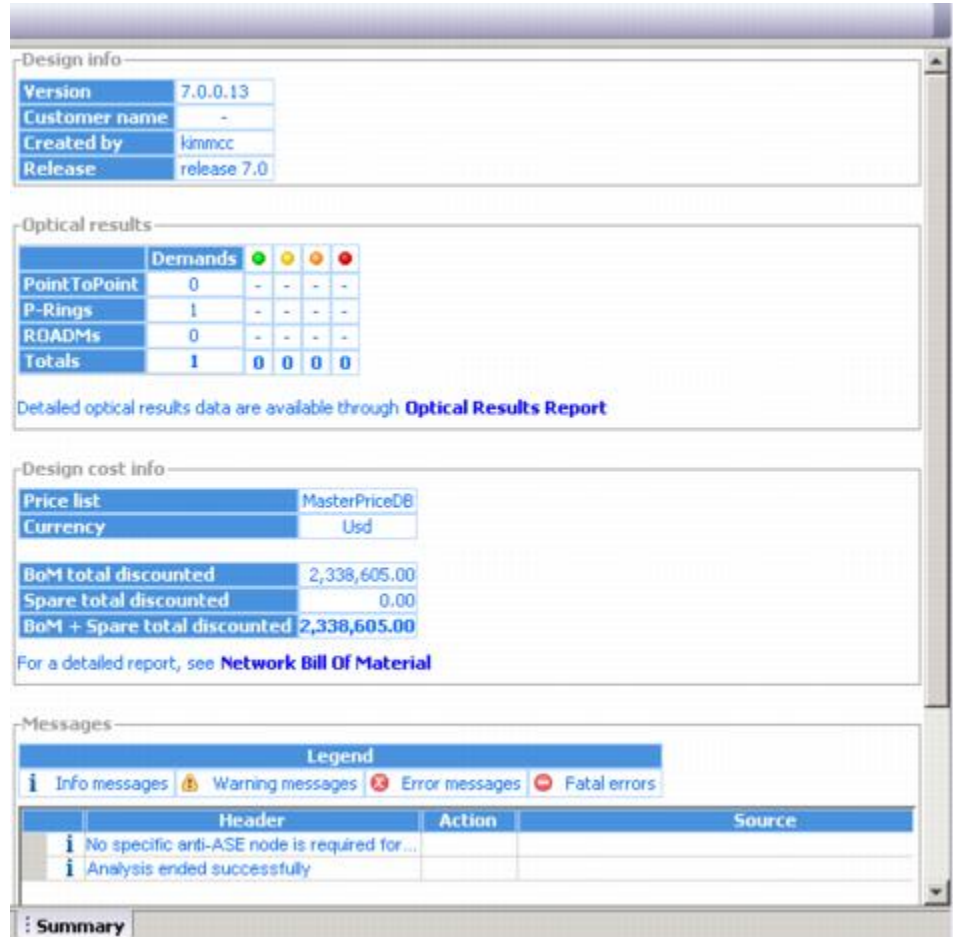 Design info
Version 7.0.0.13
Customer name -
Created by kimmcc
Release release 7.0
Optical results
Demands
PointToPoint 0 - - - -
P-Rings 1 - - - -
ROADMs 0 - - - -
Totals 1 0 0 0 0
Detailed optical results data are available through Optical Results Report
Design cost info
Price list MasterPriceDB
Currency Usd
BoM total discounted 2,338,605.00
Spare total discounted 0.00
BoM + Spare total discounted 2,338,605.00
For a detailed report, see Network Bill Of Material
Messages
Legend
i Info messages Warning messages Error messages Fatal errors
Header Action Source
i No specific anti-ASE node is required for...
i Analysis ended successfully
Summary